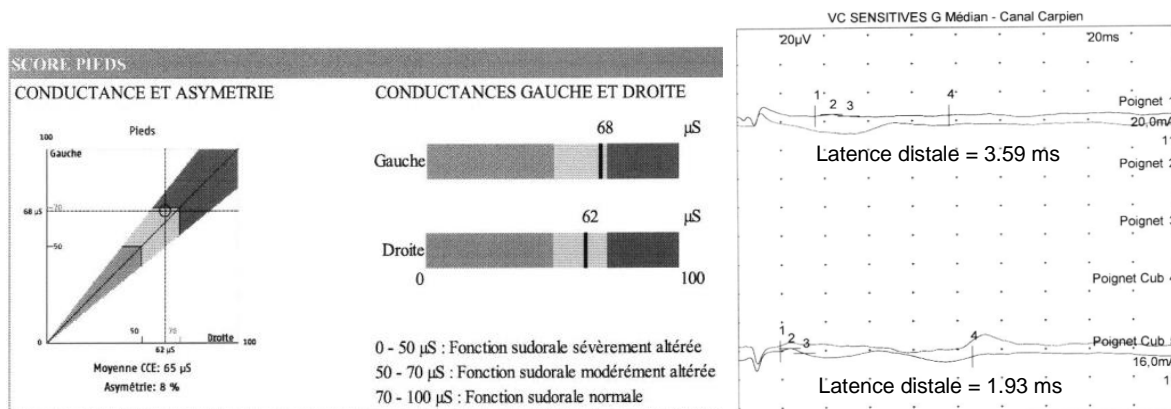 SCORE PIEDS
CONDUCTANCE ET ASYMETRIE
Pieds
100
Gauche
68 µS
70
50
0
50
70
62 µS
Droite
100
Moyenne CCE: 65 µS
Asymétrie: 8 %
CONDUCTANCES GAUCHE ET DROITE
68
µS
Gauche
62
µS
Droite
0
100
0 - 50 µS : Fonction sudorale sévèrement altérée
50 - 70 µS : Fonction sudorale modérément altérée
70 - 100 µS : Fonction sudorale normale
VC SENSITIVES G Médian - Canal Carpien
20µV
20ms
1
2
3
4
Poignet
20,0mA
Latence distale = 3.59 ms
Poignet 2
Poignet 3
Poignet Cub 4
1
2
3
4
Poignet Cub
16,0mA
Latence distale = 1.93 ms